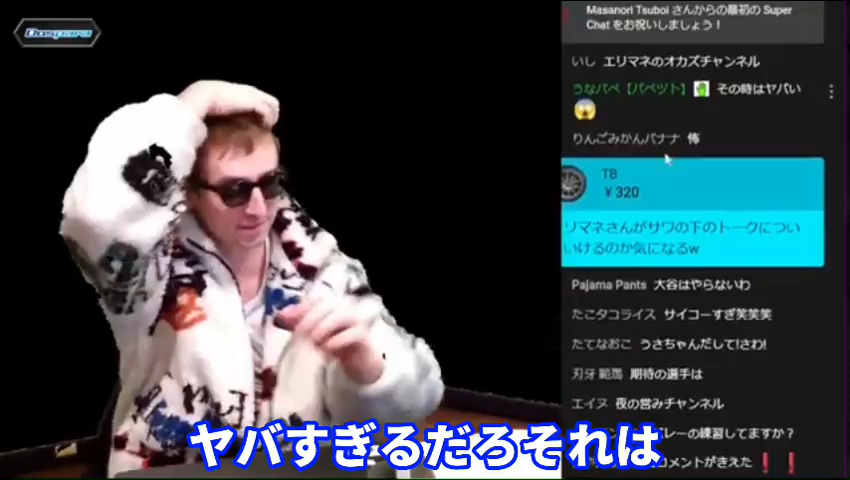 Dospara
Masanori Tsuboi さんからの最初の Super
Chat をお祝いしましょう！
いし エリマネのオカズチャンネル
うなパペ【パペット】 その時はヤバい
りんごみかんバナナ 怖
TB
￥320
リマネさんがサワの下のトークについ
いけるのか気になるw
Pajama Pants 大谷はやらないわ
たこタコライス サイコーすぎ笑笑笑
たてなおこ うさちゃんだして!さわ!
刃牙 範馬 期待の選手は
エイヌ 夜の営みチャンネル
バレーの練習してますか？
コメントがきえた❗❗
ヤバすぎるだろそれは